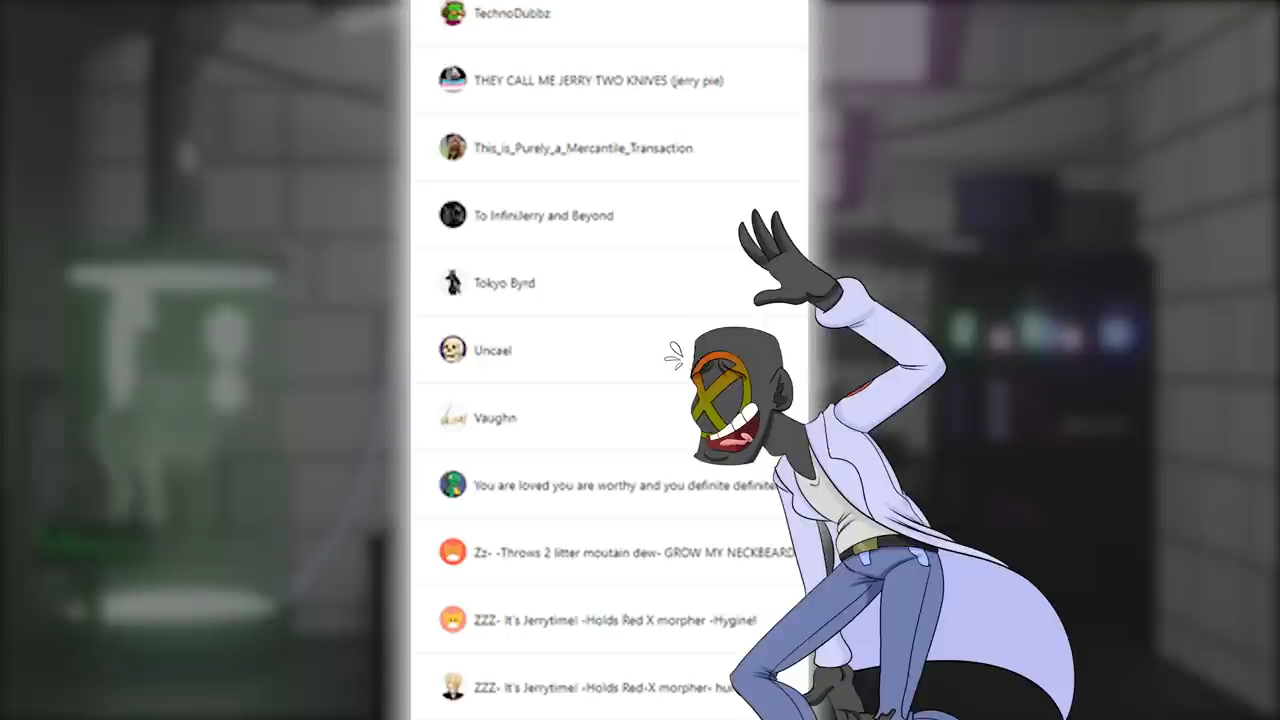 TechnoDubbz
THEY CALL ME JERRY TWO KNIVES (jerry pie)
This_is_Purely_a_Mercantile_Transaction
To InfiniJerry and Beyond
Tokyo Byrd
Uncael
Vaughn
You are loved you are worthy and you definite definite
Zz- -Throws 2 litter moutain dew- GROW MY NECKBEARD
ZZZ- It's Jerrytime! -Holds Red X morpher -Hygine!
ZZZ- It's Jerrytime! -Holds Red-X morpher-